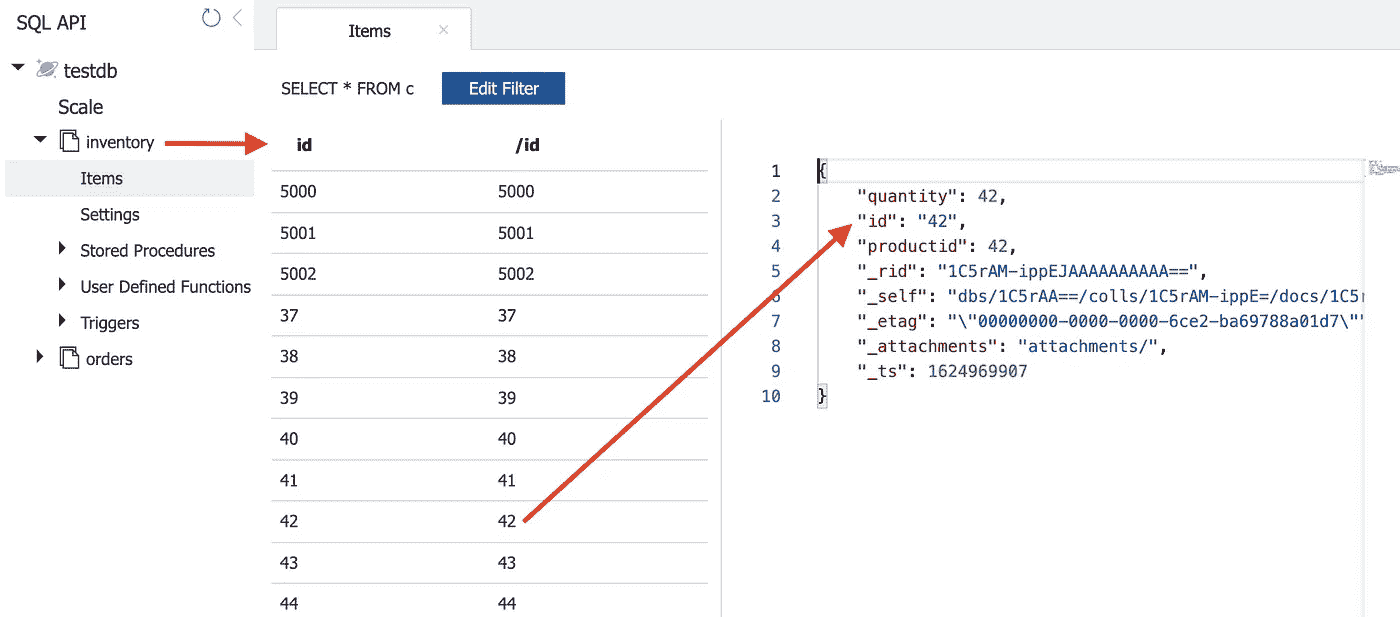 SQL API
testdb
Scale
inventory
Items
Settings
Stored Procedures
User Defined Functions
Triggers
orders
Items
SELECT * FROM c
Edit Filter
id /id
5000 5000
5001 5001
5002 5002
37 37
38 38
39 39
40 40
41 41
42 42
43 43
44 44
1 {
2 "quantity": 42,
3 "id": "42",
4 "productid": 42,
5 "_rid": "1C5rAM-ippEJAAAAAAAAAA==",
6 "_self": "dbs/1C5rAA==/colls/1C5rAM-ippE=/docs/1C5r
7 "_etag": "\"00000000-0000-0000-6ce2-ba69788a01d7\""
8 "_attachments": "attachments/",
9 "_ts": 1624969907
10 }